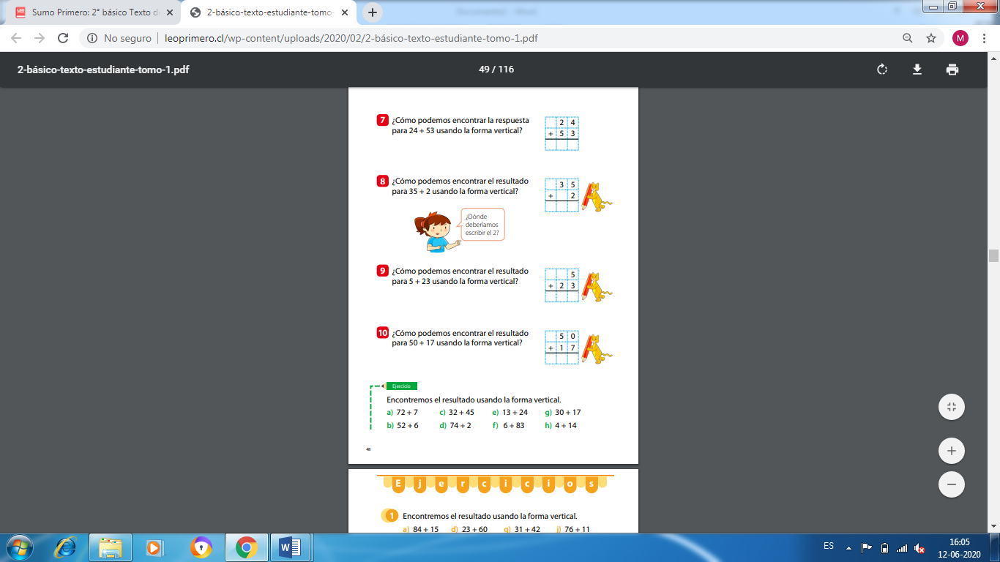 Sumo Primero: 2° básico Texto d
2-básico-texto-estudiante-tomo-
No seguro
leoprimero.cl/wp-content/uploads/2020/02/2-básico-texto-estudiante-tomo-1.pdf
M
2-básico-texto-estudiante-tomo-1.pdf
49 / 116
7 ¿Cómo podemos encontrar la respuesta
para 24 + 53 usando la forma vertical?
2 4
+ 5 3
8 ¿Cómo podemos encontrar el resultado
para 35 + 2 usando la forma vertical?
3 5
+ 2
¿Dónde
deberíamos
escribir el 2?
9 ¿Cómo podemos encontrar el resultado
para 5 + 23 usando la forma vertical?
5
+ 2 3
10 ¿Cómo podemos encontrar el resultado
para 50 + 17 usando la forma vertical?
5 0
+ 1 7
Ejercicio
Encontremos el resultado usando la forma vertical.
a) 72 + 7 c) 32 + 45 e) 13 + 24 g) 30 + 17
b) 52 + 6 d) 74 + 2 f) 6 + 83 h) 4 + 14
48
Ejercicios
1 Encontremos el resultado usando la forma vertical.
a) 84 + 15 d) 23 + 60 g) 31 + 42 j) 76 + 11
ES
16:05
12-06-2020